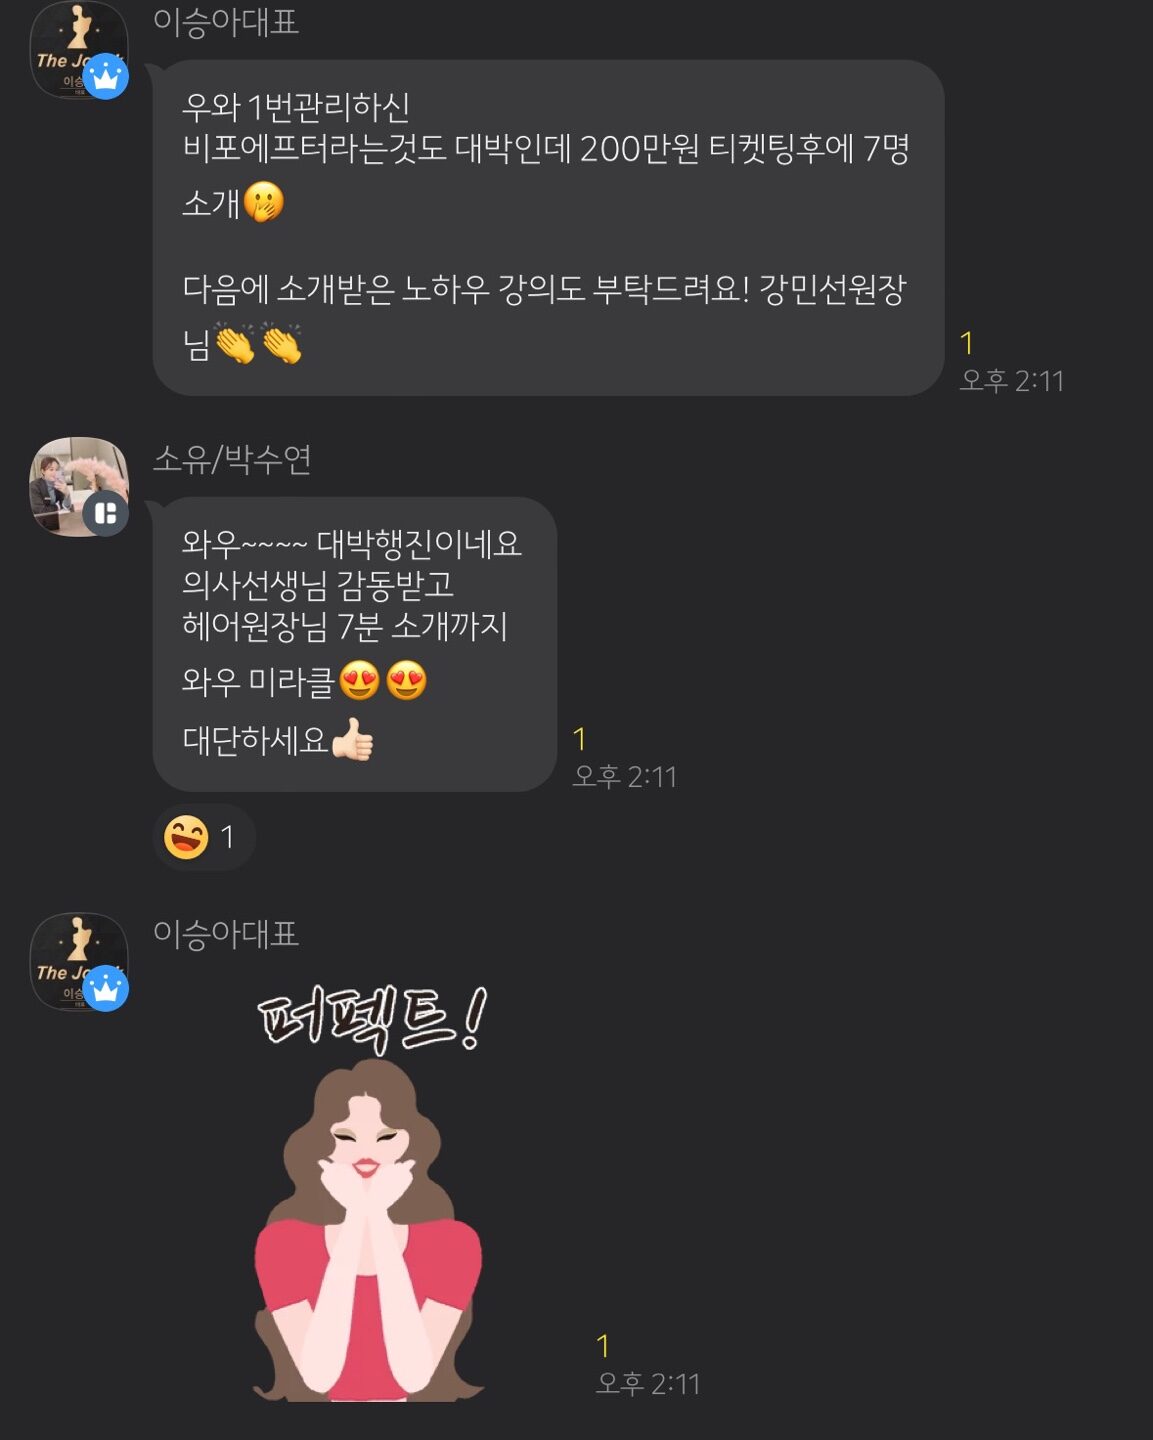 이승아대표
The Jo
이승
대표
우와 1번관리하신
비포에프터라는것도 대박인데 200만원 티켓팅후에 7명
소개🫢
다음에 소개받은 노하우 강의도 부탁드려요! 강민선원장
님👏👏
1
오후 2:11
소유/박수연
와우~~~~ 대박행진이네요
의사선생님 감동받고
헤어원장님 7분 소개까지
와우 미라클😍😍
대단하세요👍🏻
1
오후 2:11
😄 1
이승아대표
The Jo
이승
대표
퍼펙트!
1
오후 2:11